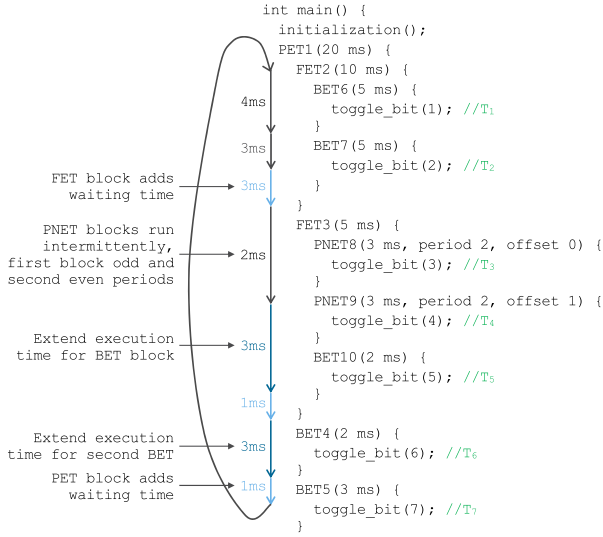 int main() {
initialization();
PET1(20 ms) {
FET2(10 ms) {
BET6(5 ms) {
toggle_bit(1); //T₁
}
BET7(5 ms) {
toggle_bit(2); //T₂
}
}
FET3(5 ms) {
PNET8(3 ms, period 2, offset 0) {
toggle_bit(3); //T₃
}
PNET9(3 ms, period 2, offset 1) {
toggle_bit(4); //T₄
}
BET10(2 ms) {
toggle_bit(5); //T₅
}
}
BET4(2 ms) {
toggle_bit(6); //T₆
}
BET5(3 ms) {
toggle_bit(7); //T₇
}
4ms
3ms
3ms
2ms
3ms
1ms
3ms
1ms
FET block adds
waiting time
PNET blocks run
intermittently,
first block odd and
second even periods
Extend execution
time for BET block
Extend execution
time for second BET
PET block adds
waiting time